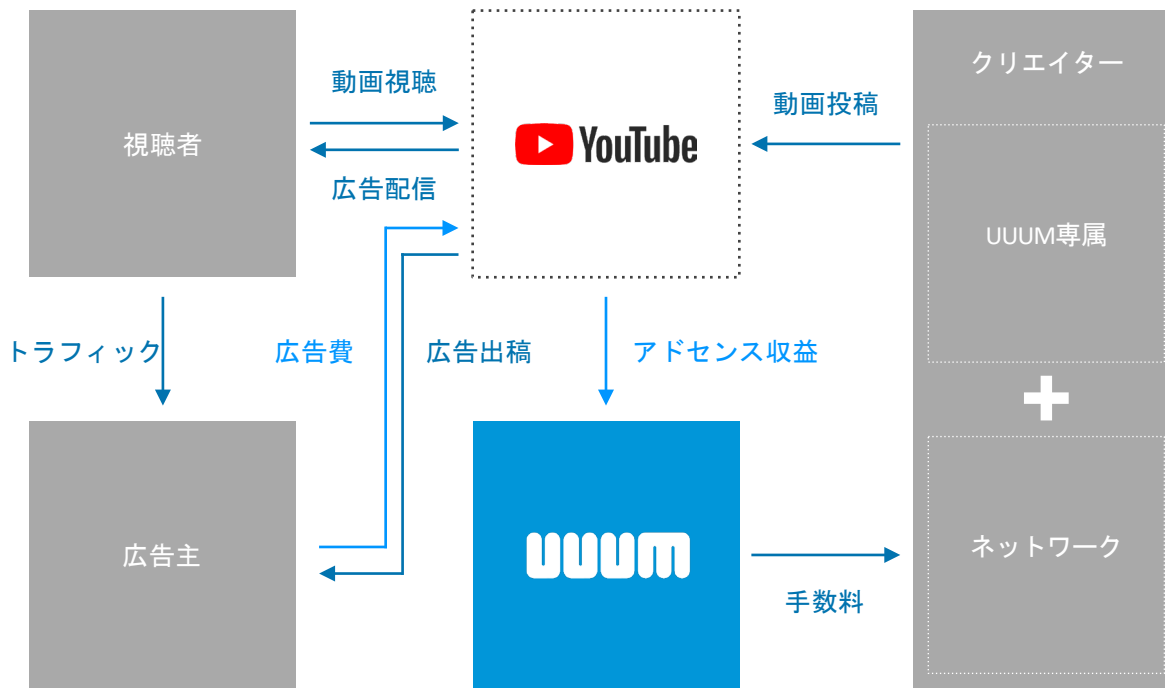 クリエイター
動画視聴
動画投稿
視聴者
YouTube
広告配信
UUUM専属
トラフィック
広告費
広告出稿
アドセンス収益
広告主
UUUM
ネットワーク
手数料